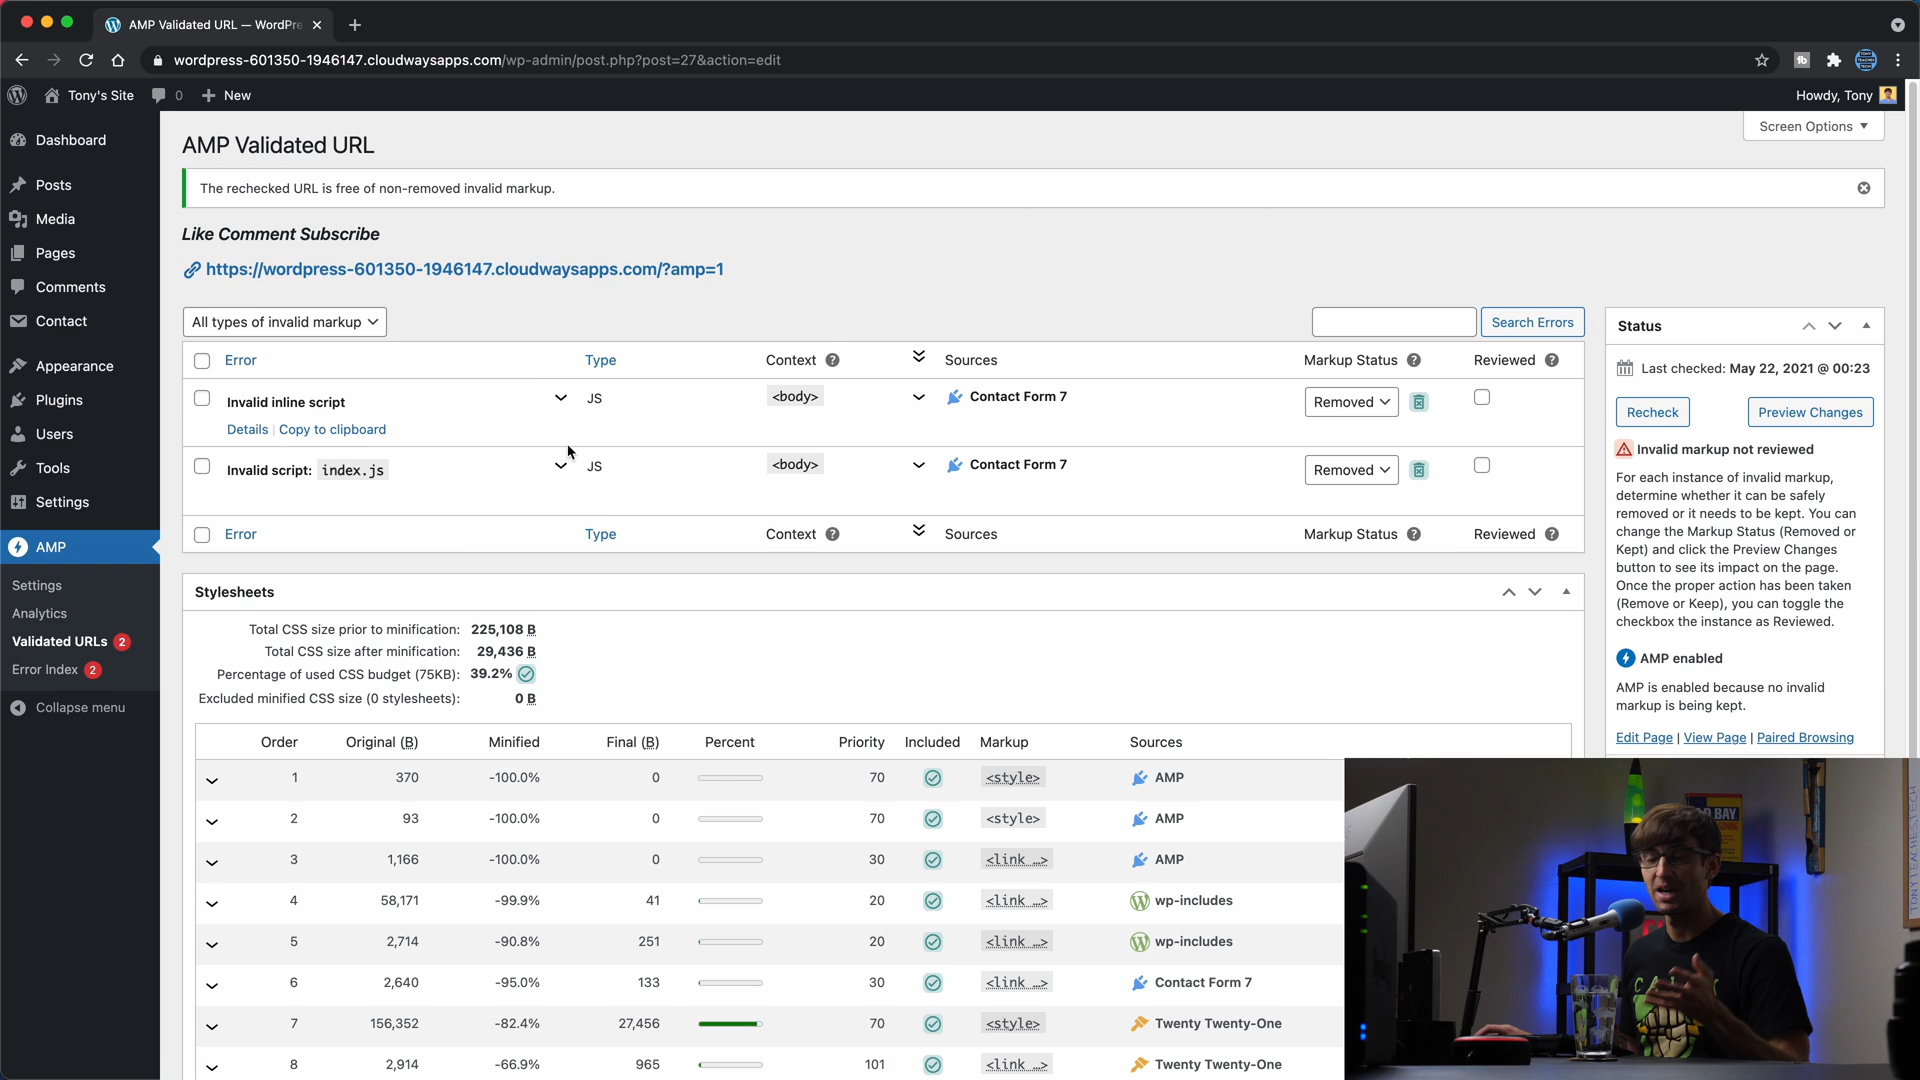 AMP Validated URL — WordPre
wordpress-601350-1946147.cloudwaysapps.com/wp-admin/post.php?post=27&action=edit
Tony's Site 0 New
Howdy, Tony
Dashboard
Posts
Media
Pages
Comments
Contact
Appearance
Plugins
Users
Tools
Settings
AMP
Settings
Analytics
Validated URLs 2
Error Index 2
Collapse menu
Screen Options
AMP Validated URL
The rechecked URL is free of non-removed invalid markup.
Like Comment Subscribe
https://wordpress-601350-1946147.cloudwaysapps.com/?amp=1
All types of invalid markup
Search Errors
Error Type Context Sources Markup Status Reviewed
Invalid inline script JS <body> Contact Form 7 Removed
Details | Copy to clipboard
Invalid script: index.js JS <body> Contact Form 7 Removed
Error Type Context Sources Markup Status Reviewed
Status
Last checked: May 22, 2021 @ 00:23
Recheck Preview Changes
Invalid markup not reviewed
For each instance of invalid markup,
determine whether it can be safely
removed or it needs to be kept. You can
change the Markup Status (Removed or
Kept) and click the Preview Changes
button to see its impact on the page.
Once the proper action has been taken
(Remove or Keep), you can toggle the
checkbox the instance as Reviewed.
AMP enabled
AMP is enabled because no invalid
markup is being kept.
Edit Page | View Page | Paired Browsing
Stylesheets
Total CSS size prior to minification: 225,108 B
Total CSS size after minification: 29,436 B
Percentage of used CSS budget (75KB): 39.2%
Excluded minified CSS size (0 stylesheets): 0 B
Order Original (B) Minified Final (B) Percent Priority Included Markup Sources
1 370 -100.0% 0 70 <style> AMP
2 93 -100.0% 0 70 <style> AMP
3 1,166 -100.0% 0 30 <link …> AMP
4 58,171 -99.9% 41 20 <link …> wp-includes
5 2,714 -90.8% 251 20 <link …> wp-includes
6 2,640 -95.0% 133 30 <link …> Contact Form 7
7 156,352 -82.4% 27,456 70 <style> Twenty Twenty-One
8 2,914 -66.9% 965 101 <link …> Twenty Twenty-One